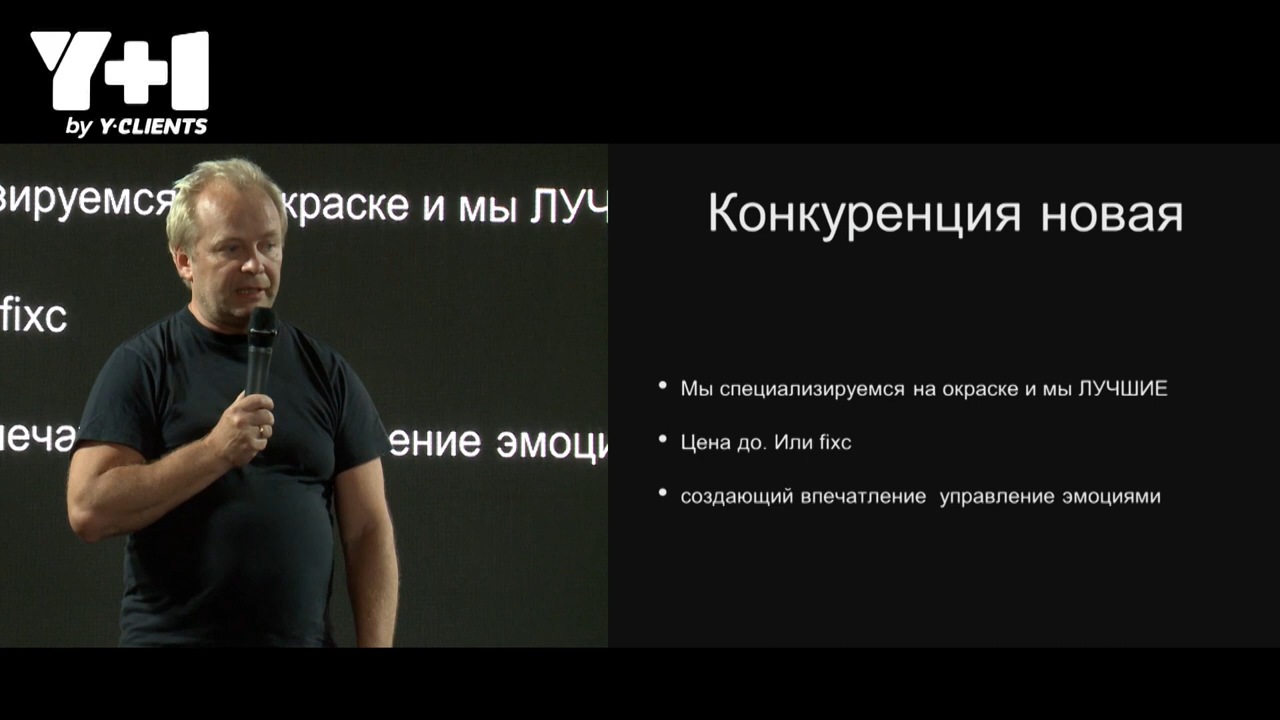 Y+1
by Y-CLIENTS
зируемся краске и мы ЛУЧ
fixc
печа ение эмоци
Конкуренция новая
• Мы специализируемся на окраске и мы ЛУЧШИЕ
• Цена до. Или fixc
• создающий впечатление управление эмоциями